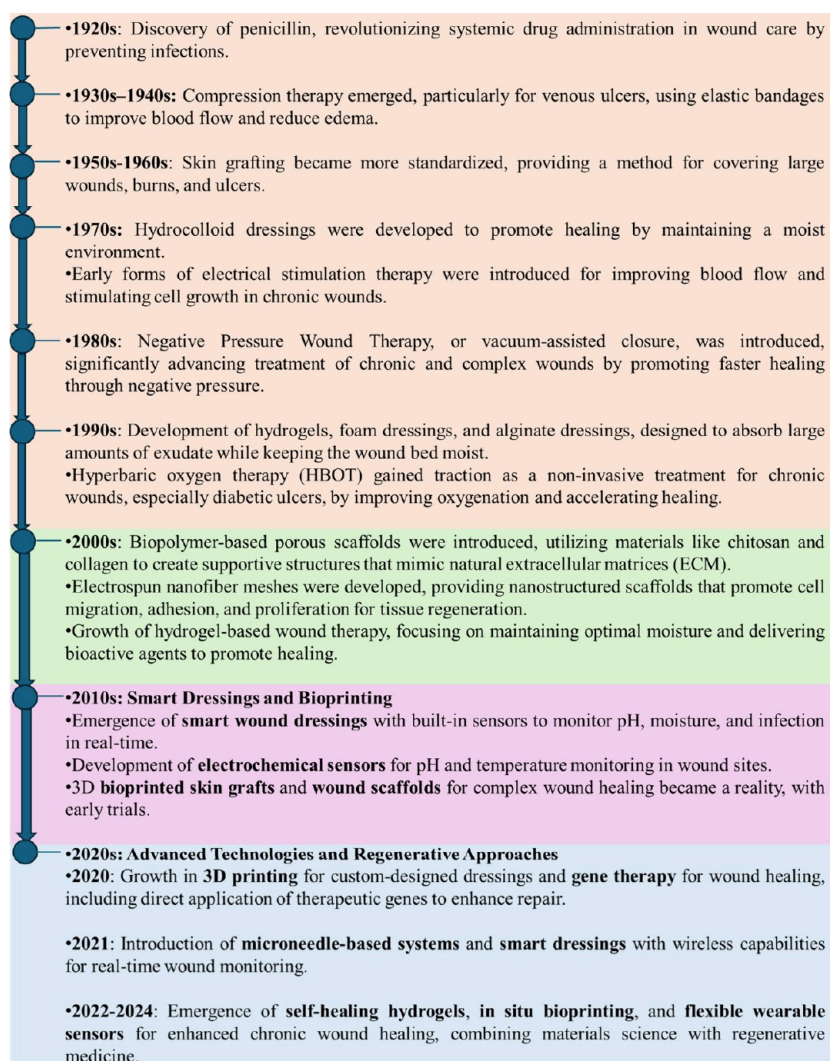 •1920s: Discovery of penicillin, revolutionizing systemic drug administration in wound care by
preventing infections.
•1930s–1940s: Compression therapy emerged, particularly for venous ulcers, using elastic bandages
to improve blood flow and reduce edema.
•1950s-1960s: Skin grafting became more standardized, providing a method for covering large
wounds, burns, and ulcers.
•1970s: Hydrocolloid dressings were developed to promote healing by maintaining a moist
environment.
•Early forms of electrical stimulation therapy were introduced for improving blood flow and
stimulating cell growth in chronic wounds.
•1980s: Negative Pressure Wound Therapy, or vacuum-assisted closure, was introduced,
significantly advancing treatment of chronic and complex wounds by promoting faster healing
through negative pressure.
•1990s: Development of hydrogels, foam dressings, and alginate dressings, designed to absorb large
amounts of exudate while keeping the wound bed moist.
•Hyperbaric oxygen therapy (HBOT) gained traction as a non-invasive treatment for chronic
wounds, especially diabetic ulcers, by improving oxygenation and accelerating healing.
•2000s: Biopolymer-based porous scaffolds were introduced, utilizing materials like chitosan and
collagen to create supportive structures that mimic natural extracellular matrices (ECM).
•Electrospun nanofiber meshes were developed, providing nanostructured scaffolds that promote cell
migration, adhesion, and proliferation for tissue regeneration.
•Growth of hydrogel-based wound therapy, focusing on maintaining optimal moisture and delivering
bioactive agents to promote healing.
•2010s: Smart Dressings and Bioprinting
•Emergence of smart wound dressings with built-in sensors to monitor pH, moisture, and infection
in real-time.
•Development of electrochemical sensors for pH and temperature monitoring in wound sites.
•3D bioprinted skin grafts and wound scaffolds for complex wound healing became a reality, with
early trials.
•2020s: Advanced Technologies and Regenerative Approaches
•2020: Growth in 3D printing for custom-designed dressings and gene therapy for wound healing,
including direct application of therapeutic genes to enhance repair.
•2021: Introduction of microneedle-based systems and smart dressings with wireless capabilities
for real-time wound monitoring.
•2022-2024: Emergence of self-healing hydrogels, in situ bioprinting, and flexible wearable
sensors for enhanced chronic wound healing, combining materials science with regenerative
medicine.